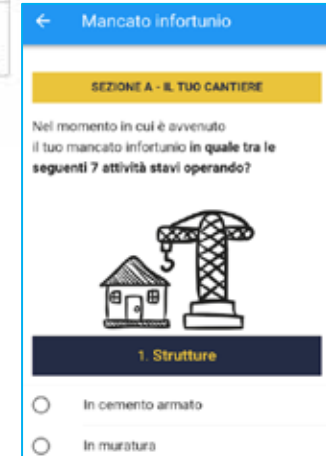 Mancato infortunio
SEZIONE A - IL TUO CANTIERE
Nel momento in cui è avvenuto
il tuo mancato infortunio in quale tra le
seguenti 7 attività stavi operando?
1. Strutture
In cemento armato
In muratura